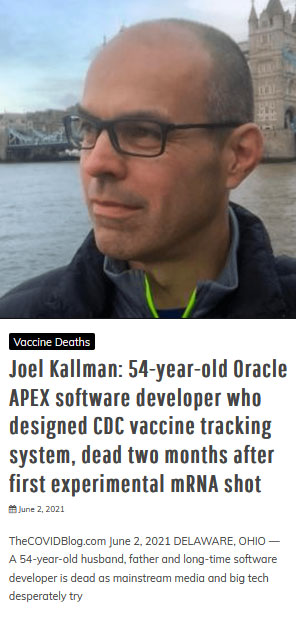 Vaccine Deaths
Joel Kallman: 54-year-old Oracle
APEX software developer who
designed CDC vaccine tracking
system, dead two months after
first experimental mRNA shot
June 2, 2021
TheCOVIDBlog.com June 2, 2021 DELAWARE, OHIO —
A 54-year-old husband, father and long-time software
developer is dead as mainstream media and big tech
desperately try